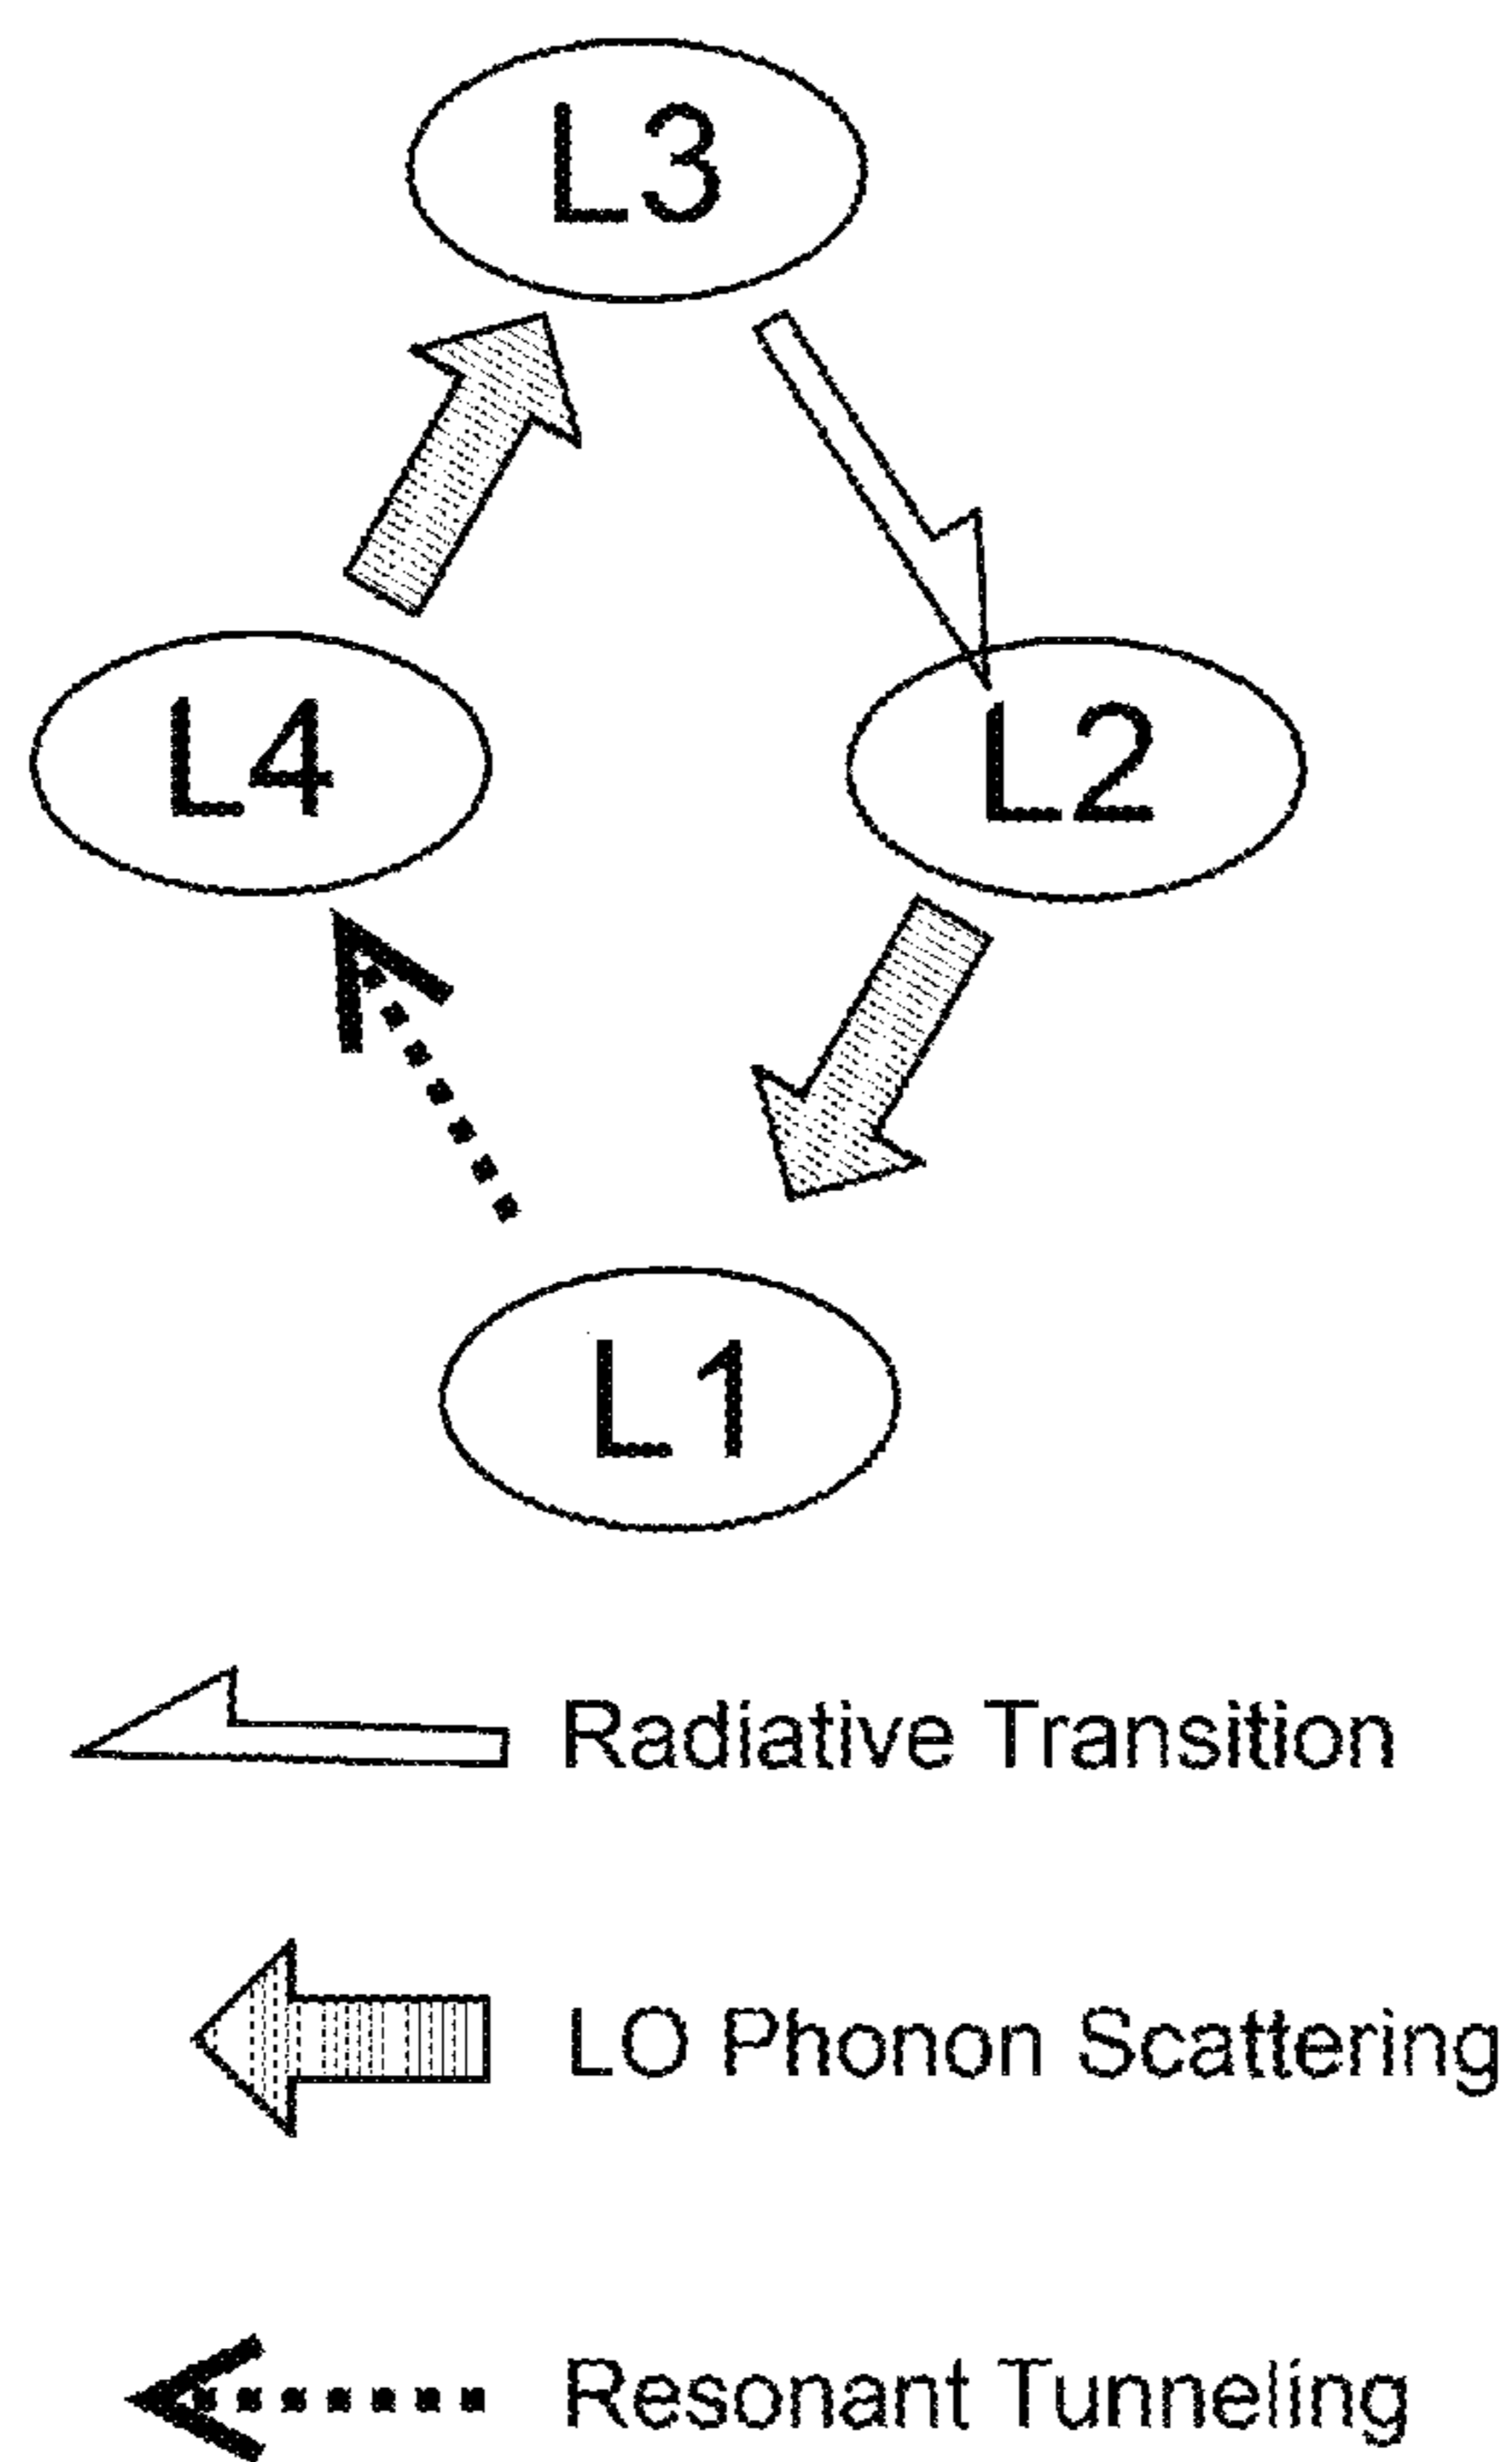 L3
L4
L2
L1
Radiative Transition
LO Phonon Scattering
Resonant Tunneling